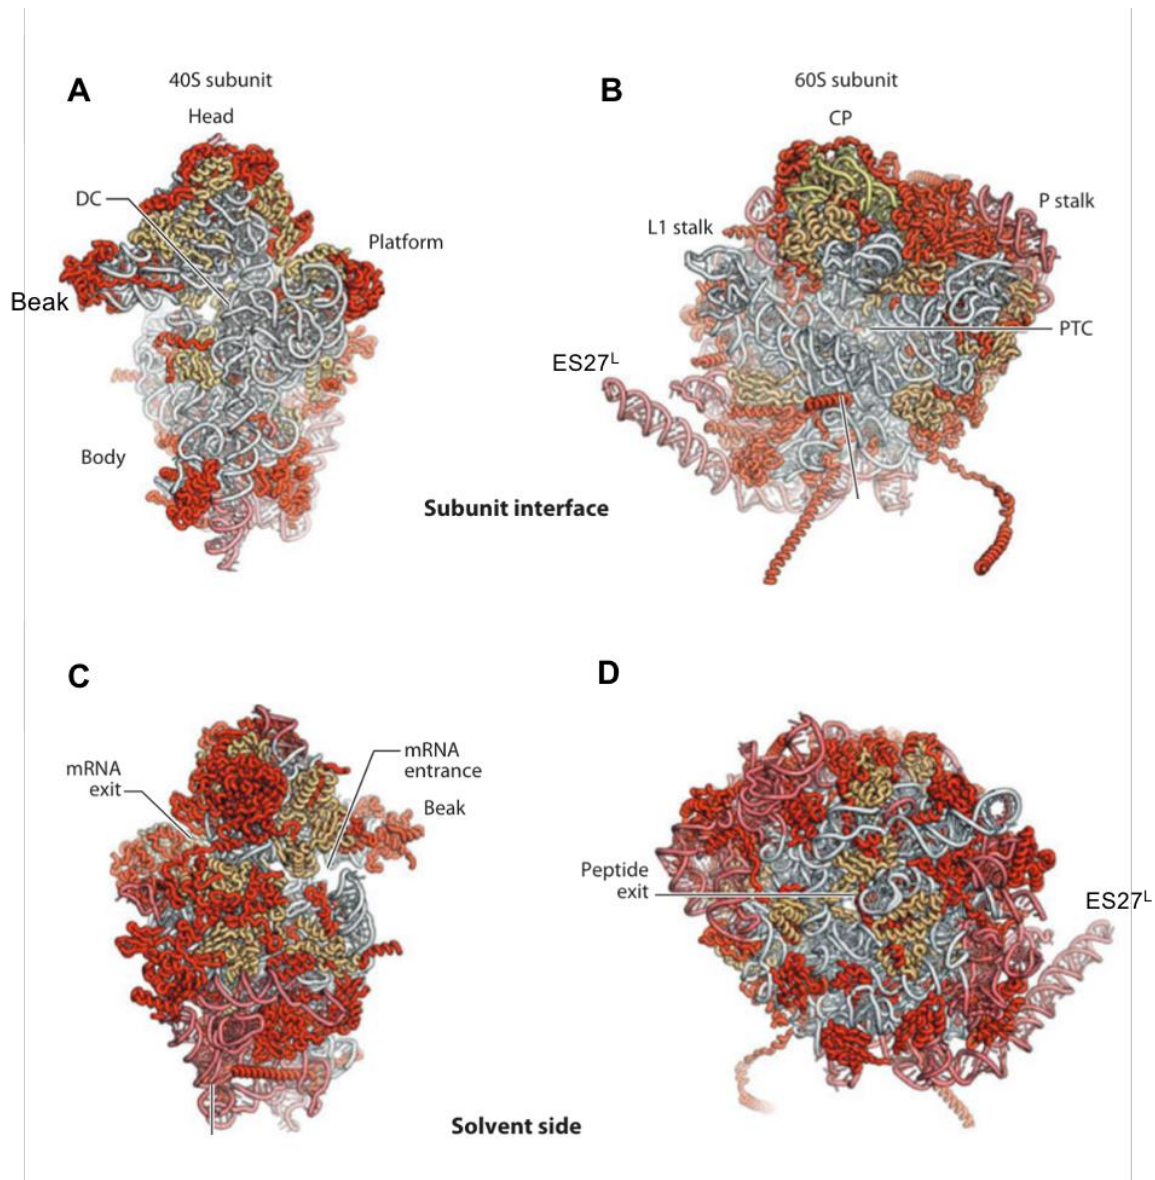 A
40S subunit
Head
DC
Platform
Beak
Body
B
60S subunit
CP
L1 stalk
P stalk
PTC
ES27L
Subunit interface
C
mRNA
exit
mRNA
entrance
Beak
D
Peptide
exit
ES27L
Solvent side